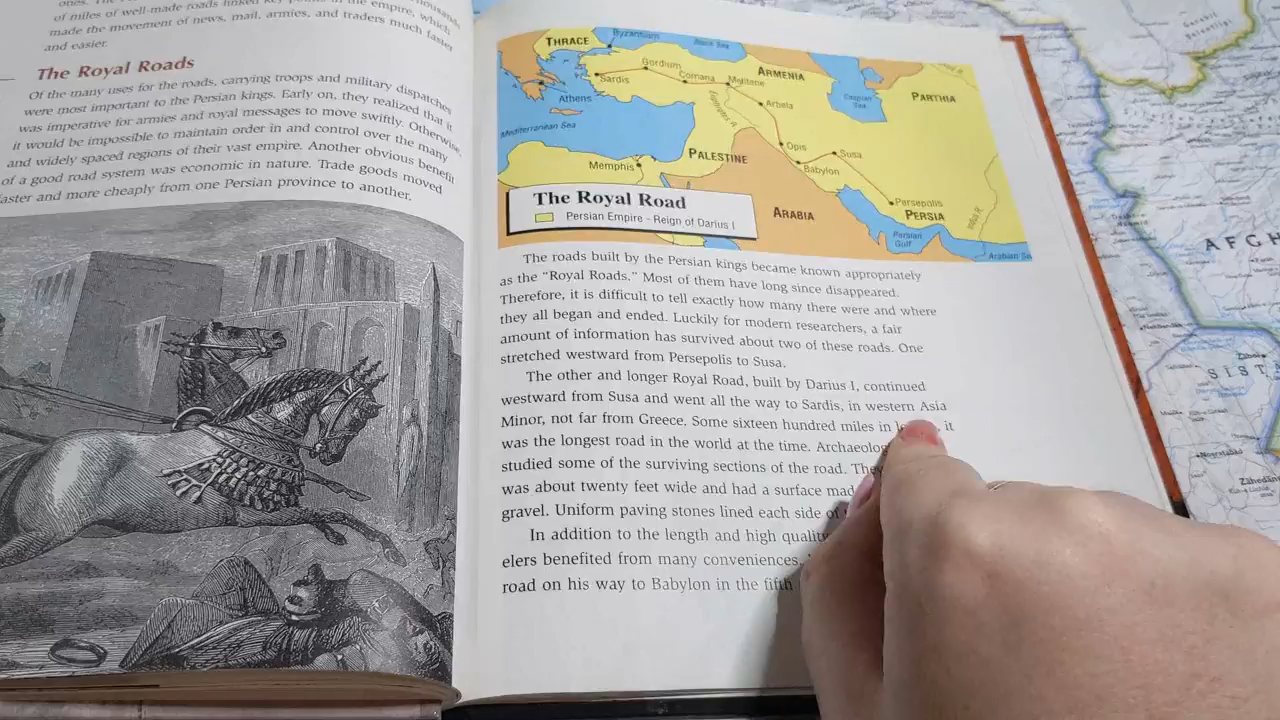 ones. The
of miles of well-made roads linked key points in the empire, which
made the movement of news, mail, armies, and traders much faster
and easier.
The Royal Roads
Of the many uses for the roads, carrying troops and military dispatches
were most important to the Persian kings. Early on, they realized that it
was imperative for armies and royal messages to move swiftly. Otherwise,
it would be impossible to maintain order in and control over the many
and widely spaced regions of their vast empire. Another obvious benefit
of a good road system was economic in nature. Trade goods moved
faster and more cheaply from one Persian province to another.
THRACE
Byzantium
Black Sea
Gordium
ARMENIA
Sardis
Comana
Melitene
Athens
Euphrates R.
Arbela
Caspian
Sea
PARTHIA
Mediterranean Sea
Opis
Susa
Memphis
PALESTINE
Babylon
The Royal Road
Persian Empire - Reign of Darius I
ARABIA
Persepolis
PERSIA
Indus R.
Persian
Gulf
Arabian Sea
The roads built by the Persian kings became known appropriately
as the “Royal Roads.” Most of them have long since disappeared.
Therefore, it is difficult to tell exactly how many there were and where
they all began and ended. Luckily for modern researchers, a fair
amount of information has survived about two of these roads. One
stretched westward from Persepolis to Susa.
The other and longer Royal Road, built by Darius I, continued
westward from Susa and went all the way to Sardis, in western Asia
Minor, not far from Greece. Some sixteen hundred miles in it
was the longest road in the world at the time.
studied some of the surviving sections of the road.
was about twenty feet wide and had a surface
gravel. Uniform paving stones lined each side of
In addition to the length and high quality
elers benefited from many conveniences.
road on his way to Babylon in the fifth
AFGH
SISTA
Zābol
Zāhedān